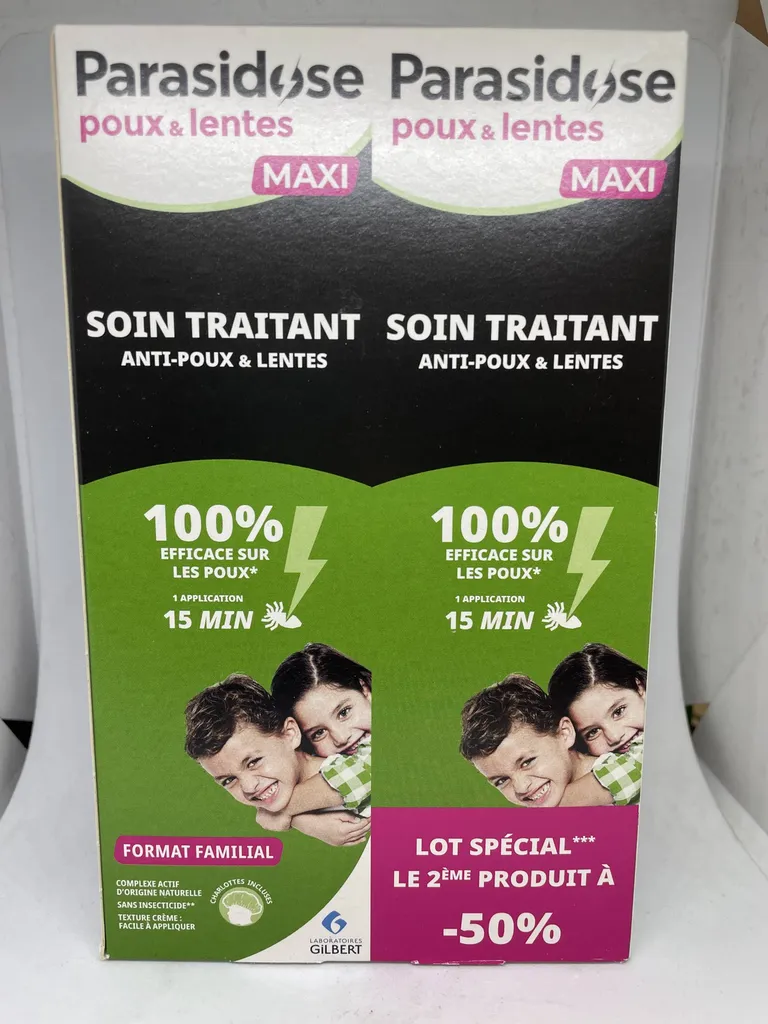 Parasidose
poux & lentes
MAXI
SOIN TRAITANT
ANTI-POUX & LENTES
100%
EFFICACE SUR
LES POUX*
1 APPLICATION
15 MIN
FORMAT FAMILIAL
COMPLEXE ACTIF
D'ORIGINE NATURELLE
SANS INSECTICIDE**
TEXTURE CRÈME :
FACILE À APPLIQUER
CHARLOTTES INCLUSES
LABORATOIRES
GILBERT
Parasidose
poux & lentes
MAXI
SOIN TRAITANT
ANTI-POUX & LENTES
100%
EFFICACE SUR
LES POUX*
1 APPLICATION
15 MIN
LOT SPÉCIAL***
LE 2ÈME PRODUIT À
-50%